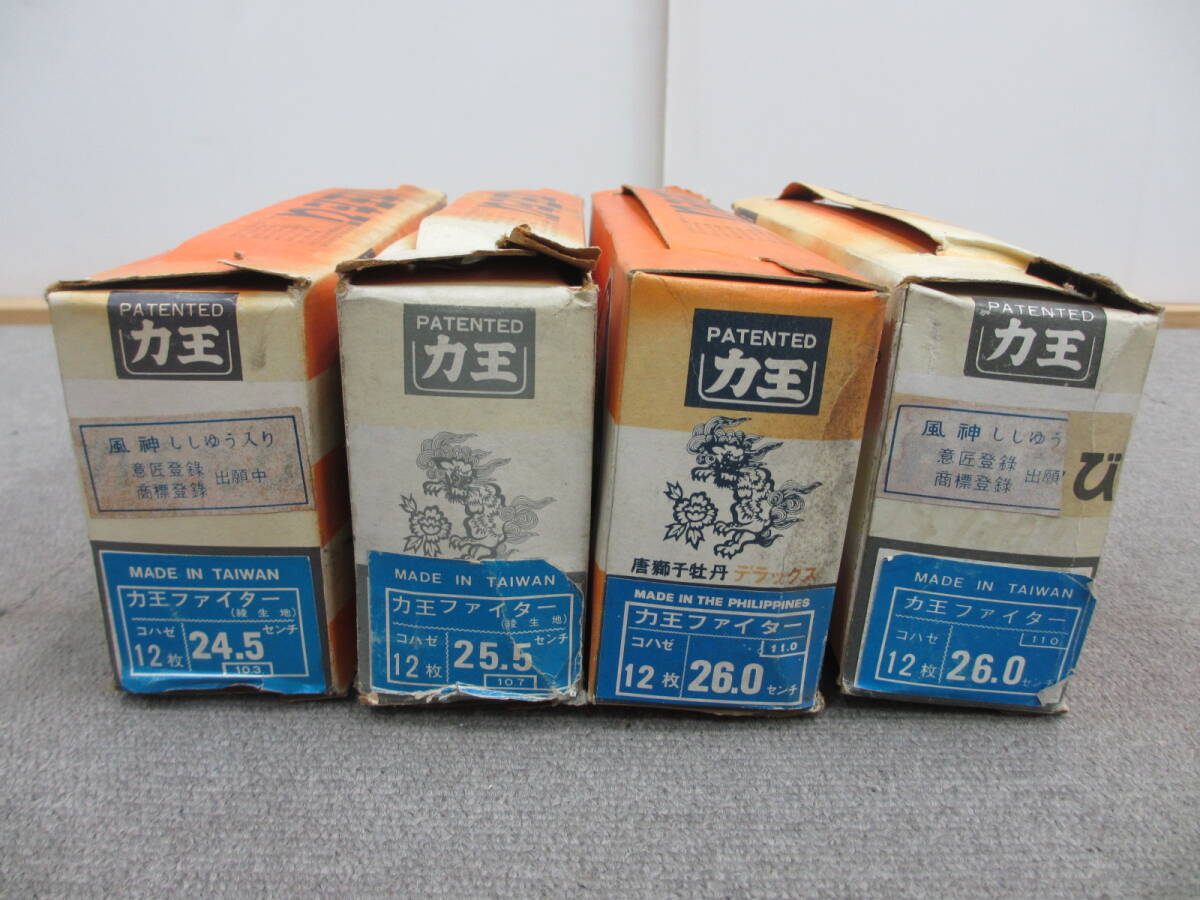 PATENTED
力王
風神ししゆう入り
意匠登録 出願中
商標登録
MADE IN TAIWAN
力王ファイター
(綾生地)
コハゼ 12枚
24.5 センチ
10.3
PATENTED
力王
MADE IN TAIWAN
力王ファイター
(綾生地)
コハゼ 12枚
25.5 センチ
10.7
PATENTED
力王
唐獅子牡丹 デラックス
MADE IN THE PHILIPPINES
力王ファイター
コハゼ 12枚
11.0
26.0 センチ
PATENTED
力王
風神ししゆう
意匠登録 出願
商標登録
び
MADE IN TAIWAN
力王ファイター
コハゼ 12枚
11.0
26.0 センチ